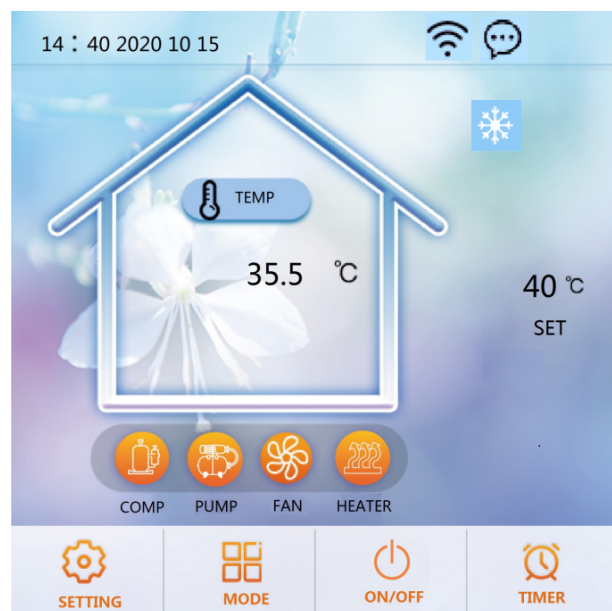 14：40 2020 10 15
TEMP
35.5 ℃
40 ℃
SET
COMP PUMP FAN HEATER
SETTING MODE ON/OFF TIMER